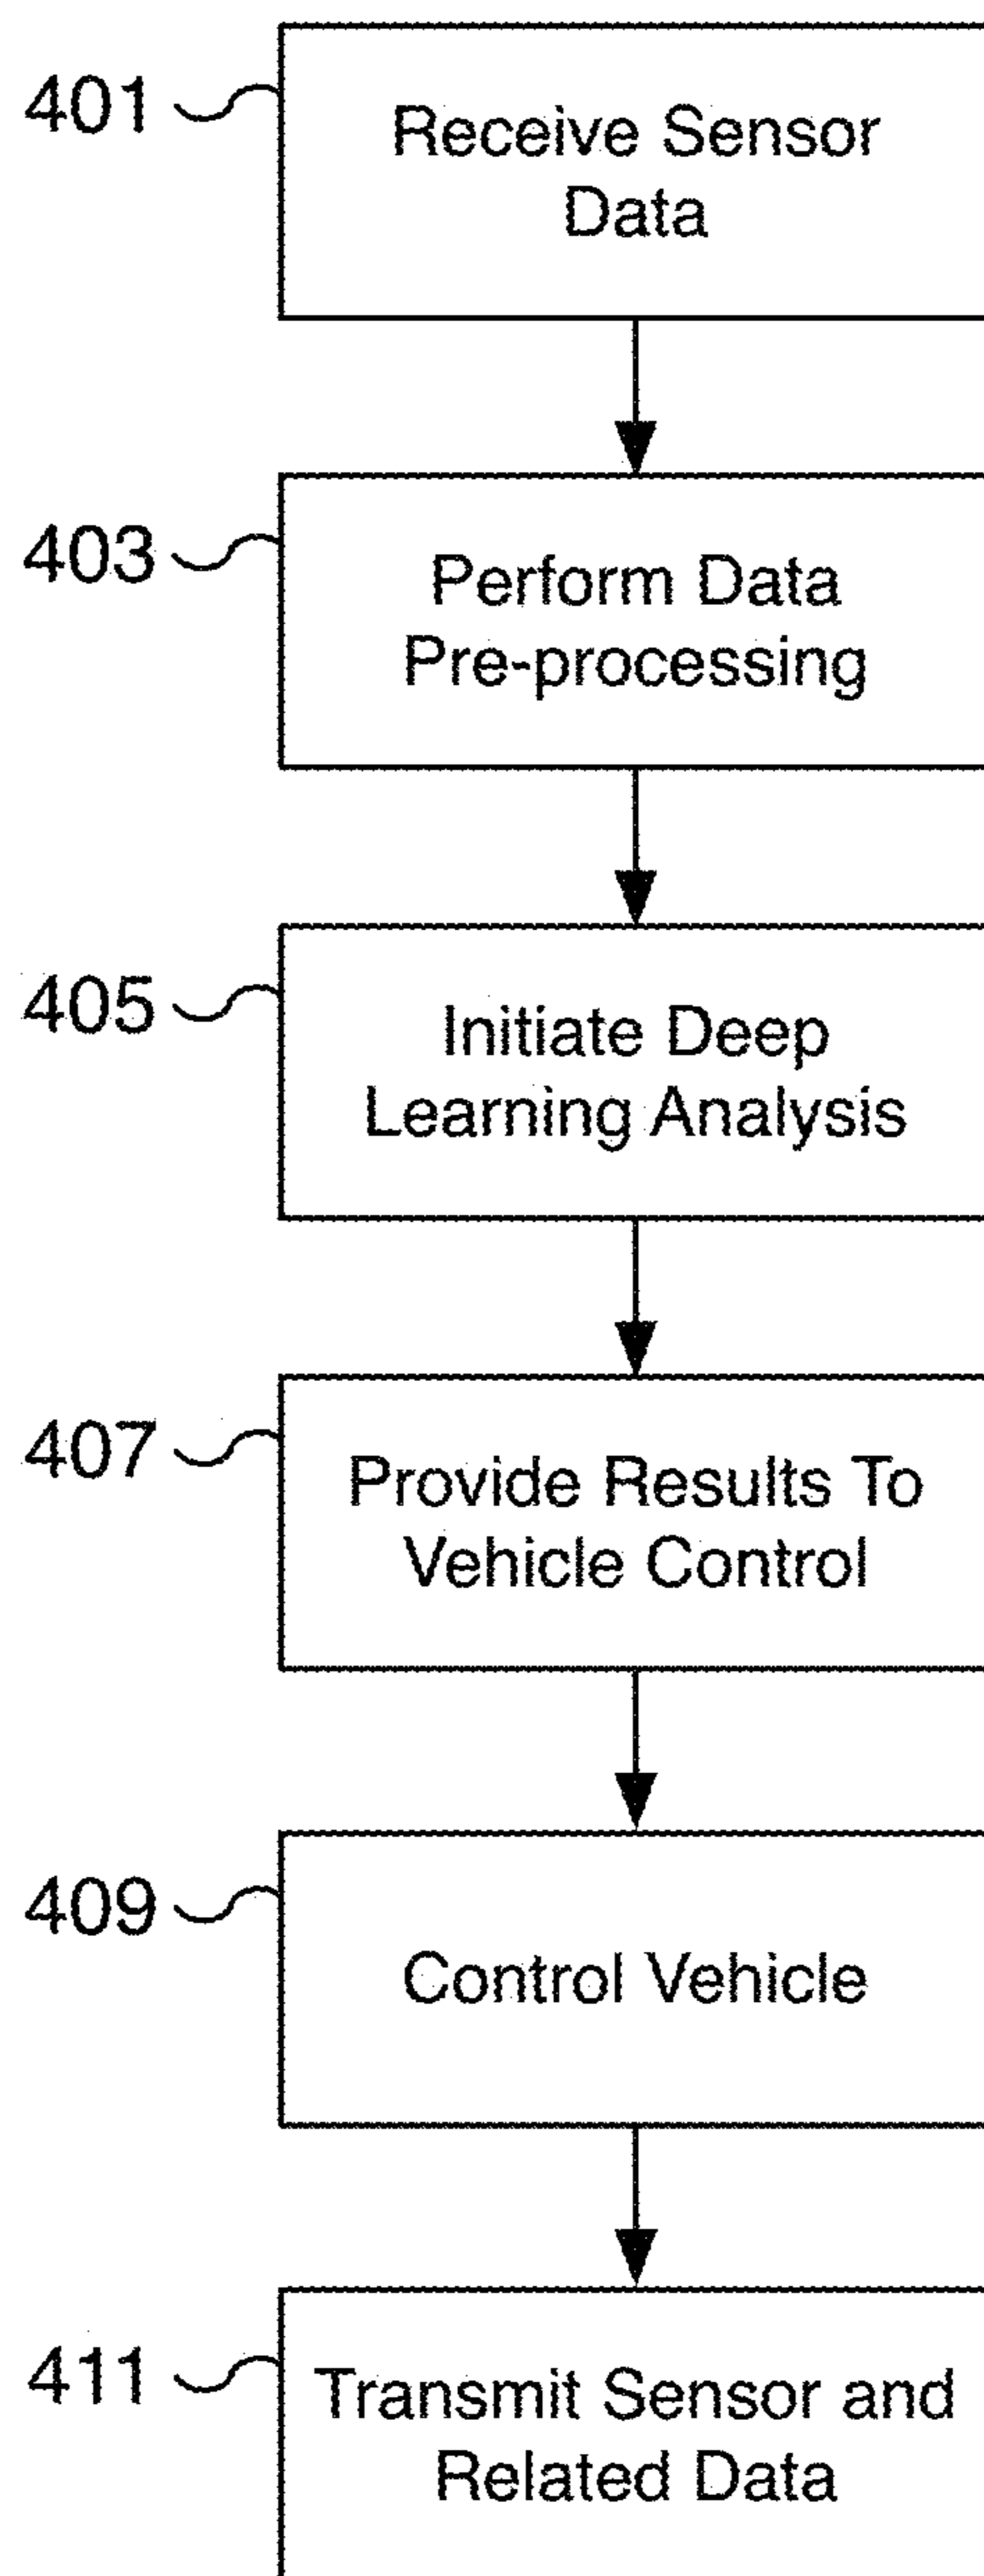 401
Receive Sensor
Data
403
Perform Data
Pre-processing
405
Initiate Deep
Learning Analysis
407
Provide Results To
Vehicle Control
409
Control Vehicle
411
Transmit Sensor and
Related Data